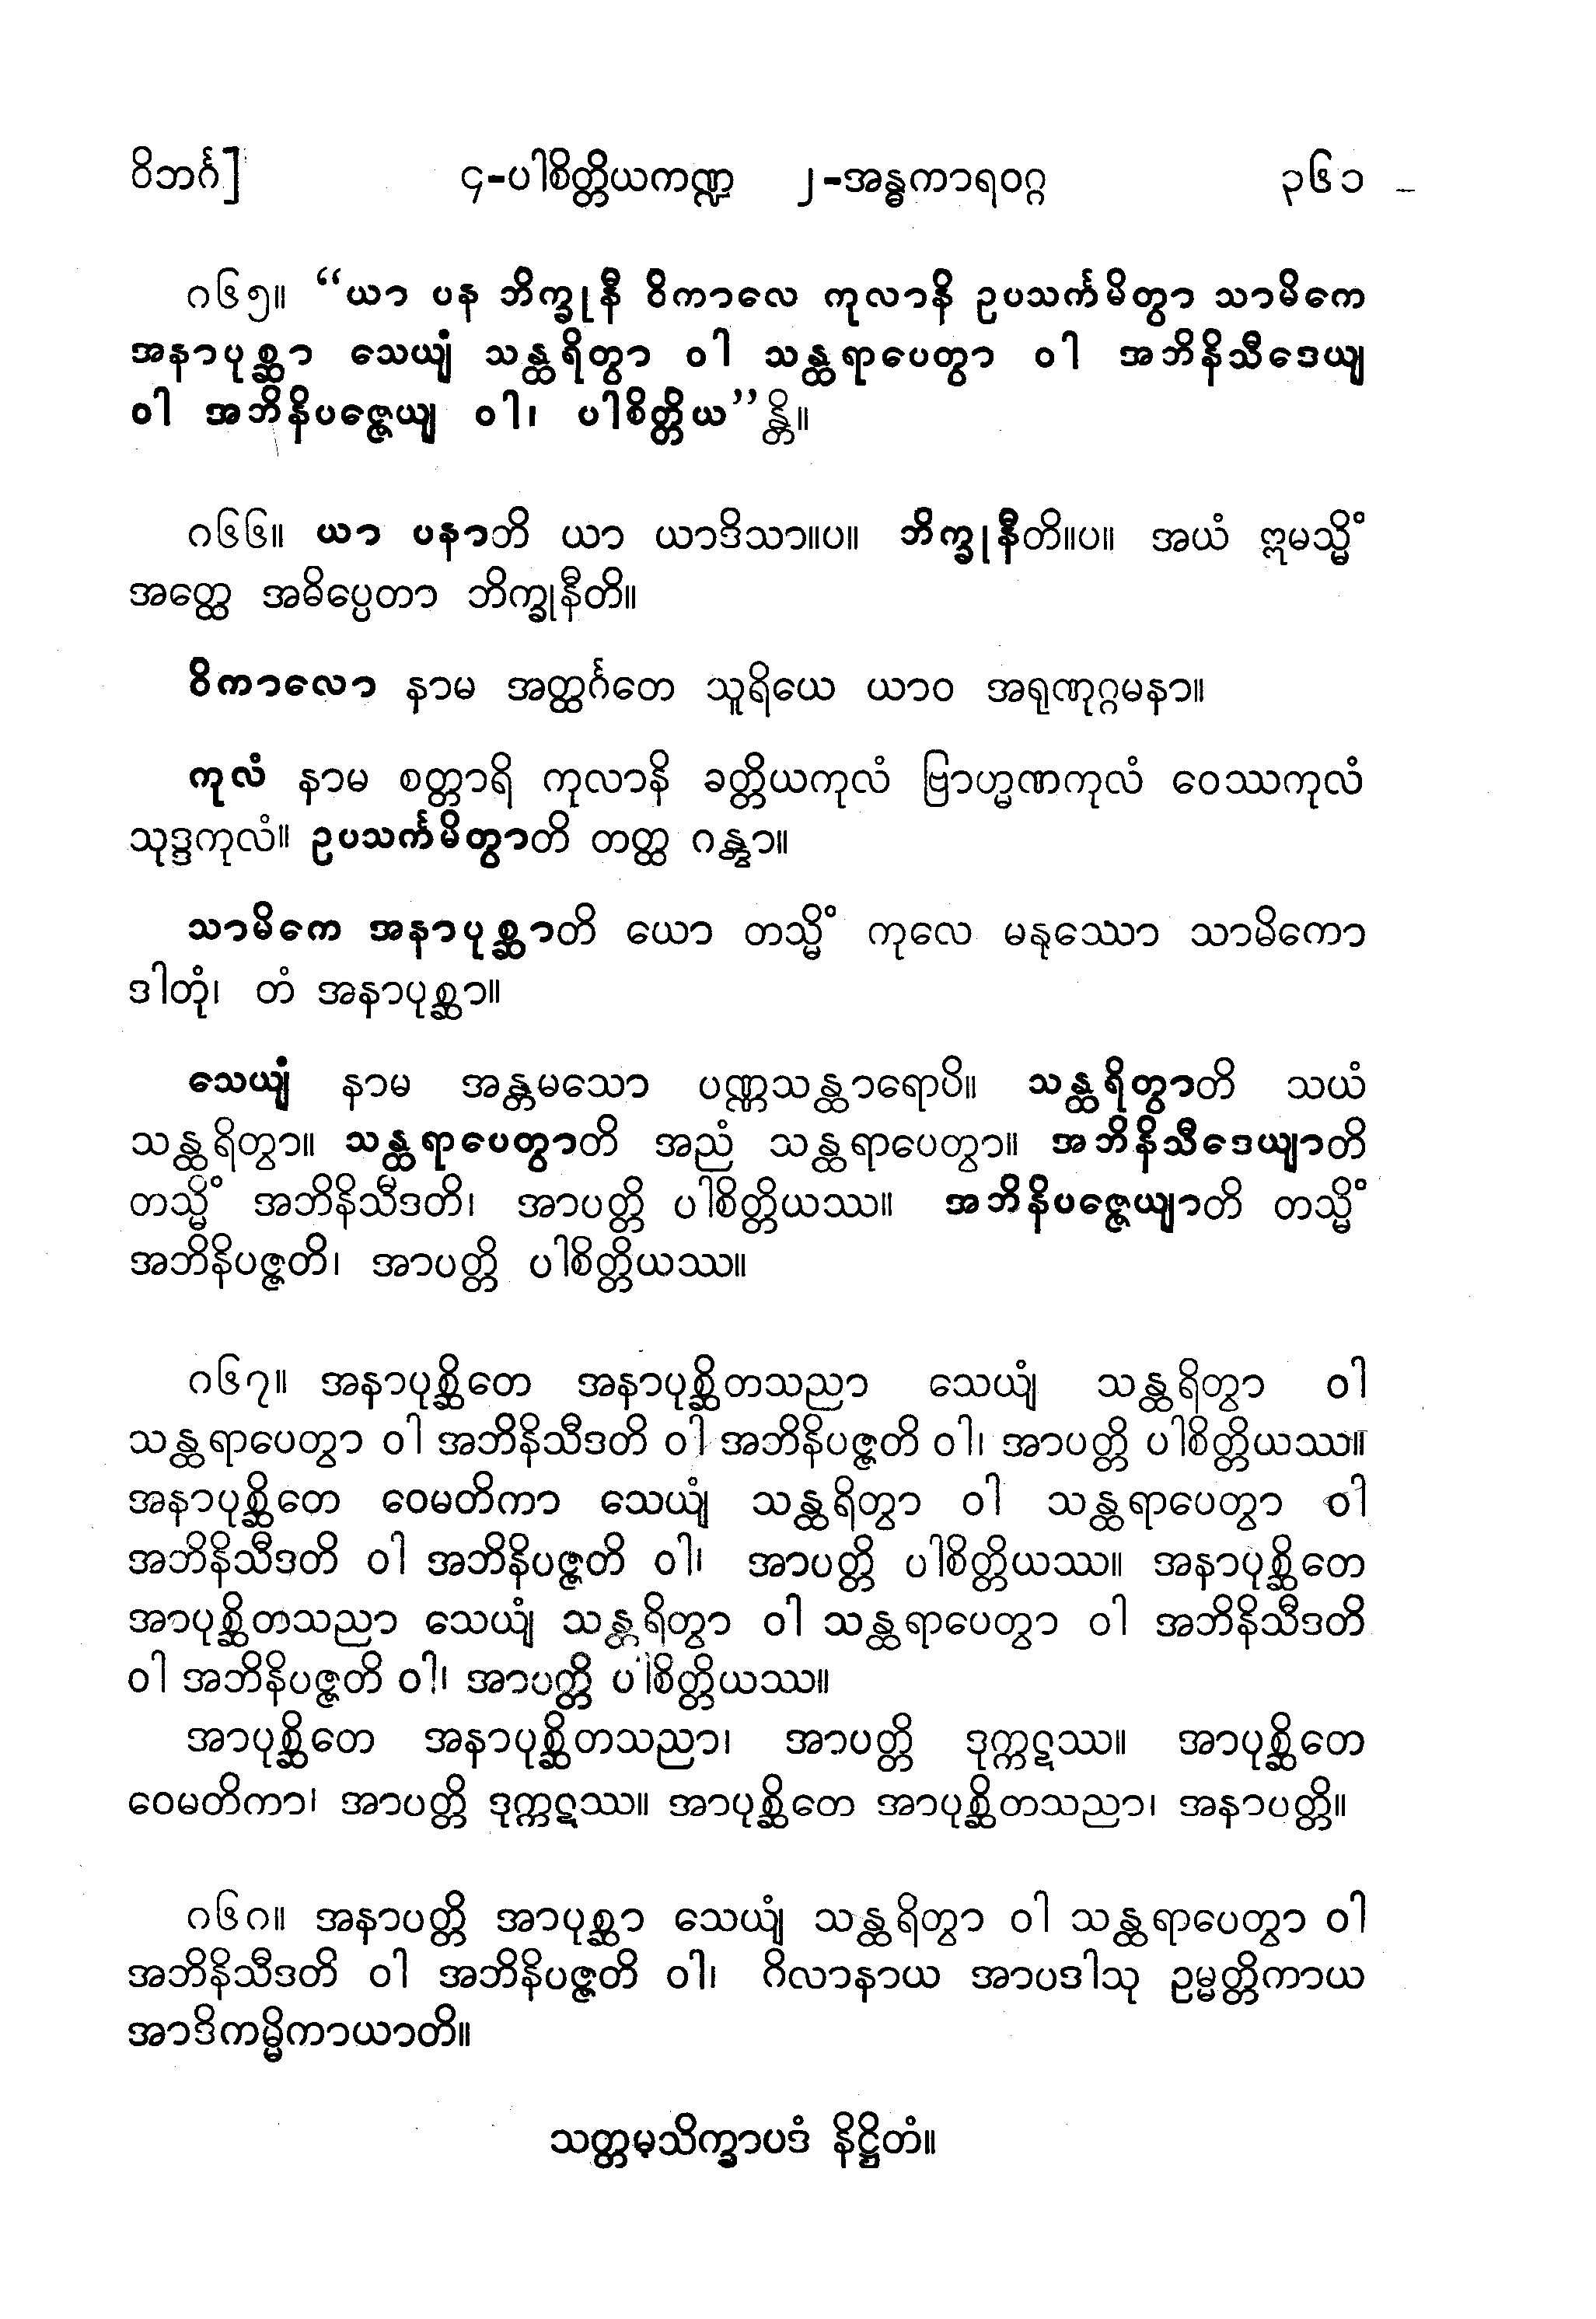 ဝိဘင်္ဂ]	၄-ပါစိတ္တိယကဏ္ဍ ၂-အန္ဓကာရဝဂ္ဂ	၃၆၁
၈၆၅။ “ယာ ပန ဘိက္ခုနီ ဝိကာလေ ကုလာနိ ဥပသင်္ကမိတွာ သာမိကေ
အနာပုစ္ဆာ သေယျံ သန္ထရိတွာ ဝါ သန္ထရာပေတွာ ဝါ အဘိနိသီဒေယျ
ဝါ အဘိနိပဇ္ဇေယျ ဝါ၊ ပါစိတ္တိယ”န္တိ။
၈၆၆။ ယာ ပနာဘိ ယာ ယာဒိသာ။ပ။ ဘိက္ခုနီတိ။ပ။ အယံ ဣမသ္မိံ
အတ္ထေ အဓိပ္ပေတာ ဘိက္ခုနီတိ။
ဝိကာလော နာမ အတ္ထင်္ဂတေ သူရိယေ ယာဝ အရုဏုဂ္ဂမနာ။
ကုလံ နာမ စတ္တာရိ ကုလာနိ ခတ္တိယကုလံ ဗြာဟ္မဏကုလံ ဝေဿကုလံ
သုဒ္ဒကုလံ။ ဥပသင်္ကမိတွာတိ တတ္ထ ဂန္တွာ။
သာမိကေ အနာပုစ္ဆာတိ ယော တသ္မိံ ကုလေ မနုဿော သာမိကော
ဒါတုံ၊ တံ အနာပုစ္ဆာ။
သေယျံ နာမ အန္တမသော ပဏ္ဏသန္ထာရောပိ။ သန္ထရိတွာတိ သယံ
သန္ထရိတွာ။ သန္ထရာပေတွာတိ အညံ သန္ထရာပေတွာ။ အဘိနိသီဒေယျာတိ
တသ္မိံ အဘိနိသီဒတိ၊ အာပတ္တိ ပါစိတ္တိယဿ။ အဘိနိပဇ္ဇေယျာတိ တသ္မိံ
အဘိနိပဇ္ဇတိ၊ အာပတ္တိ ပါစိတ္တိယဿ။
၈၆၇။ အနာပုစ္ဆိတေ အနာပုစ္ဆိတသညာ သေယျံ သန္ထရိတွာ ဝါ
သန္ထရာပေတွာ ဝါ အဘိနိသီဒတိ ဝါ အဘိနိပဇ္ဇတိ ဝါ၊ အာပတ္တိ ပါစိတ္တိယဿ။
အနာပုစ္ဆိတေ ဝေမတိကာ သေယျံ သန္ထရိတွာ ဝါ သန္ထရာပေတွာ ဝါ
အဘိနိသီဒတိ ဝါ အဘိနိပဇ္ဇတိ ဝါ၊ အာပတ္တိ ပါစိတ္တိယဿ။ အနာပုစ္ဆိတေ
အာပုစ္ဆိတသညာ သေယျံ သန္တရိတွာ ဝါ သန္ထရာပေတွာ ဝါ အဘိနိသီဒတိ
ဝါ အဘိနိပဇ္ဇတိ ဝါ၊ အာပတ္တိ ပါစိတ္တိယဿ။
အာပုစ္ဆိတေ အနာပုစ္ဆိတသညာ၊ အာပတ္တိ ဒုက္ကဋဿ။ အာပုစ္ဆိတေ
ဝေမတိကာ၊ အာပတ္တိ ဒုက္ကဋဿ။ အာပုစ္ဆိတေ အာပုစ္ဆိတသညာ၊ အနာပတ္တိ။
၈၆၈။ အနာပတ္တိ အာပုစ္ဆာ သေယျံ သန္ထရိတွာ ဝါ သန္ထရာပေတွာ ဝါ
အဘိနိသီဒတိ ဝါ အဘိနိပဇ္ဇတိ ဝါ၊ ဂိလာနာယ အာပဒါသု ဥမ္မတ္တိကာယ
အာဒိကမ္မိကာယာတိ။
သတ္တမသိက္ခာပဒံ နိဋ္ဌိတံ။